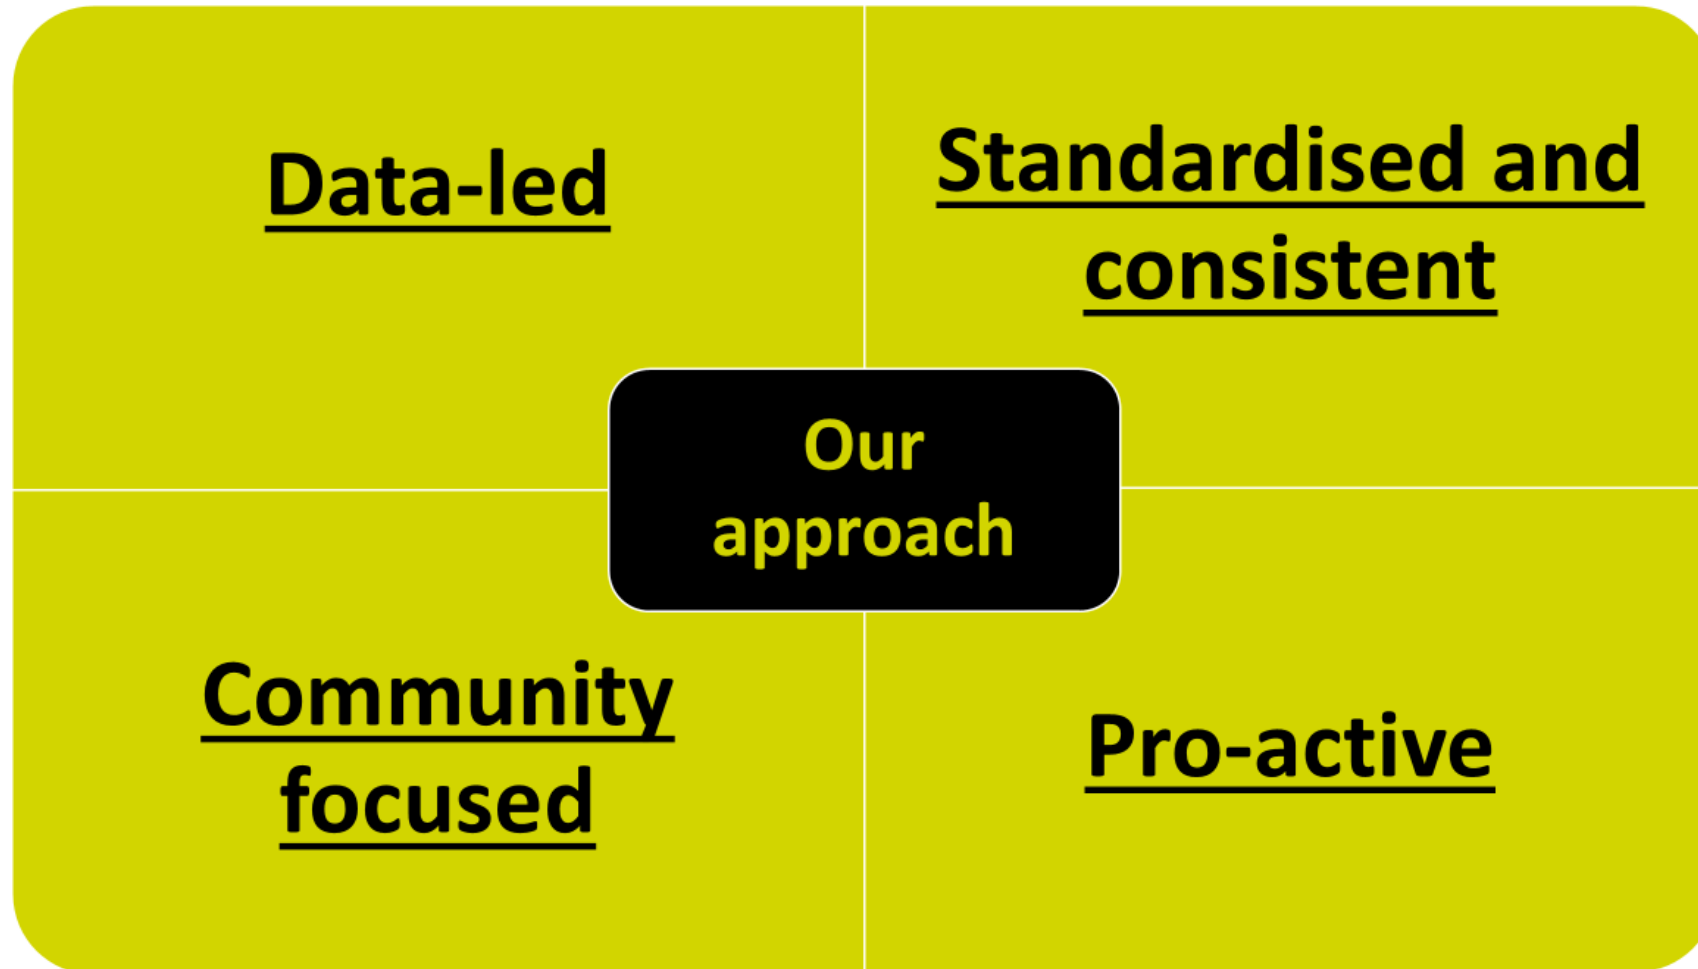 Data-led
Standardised and
consistent
Our
approach
Community
focused
Pro-active